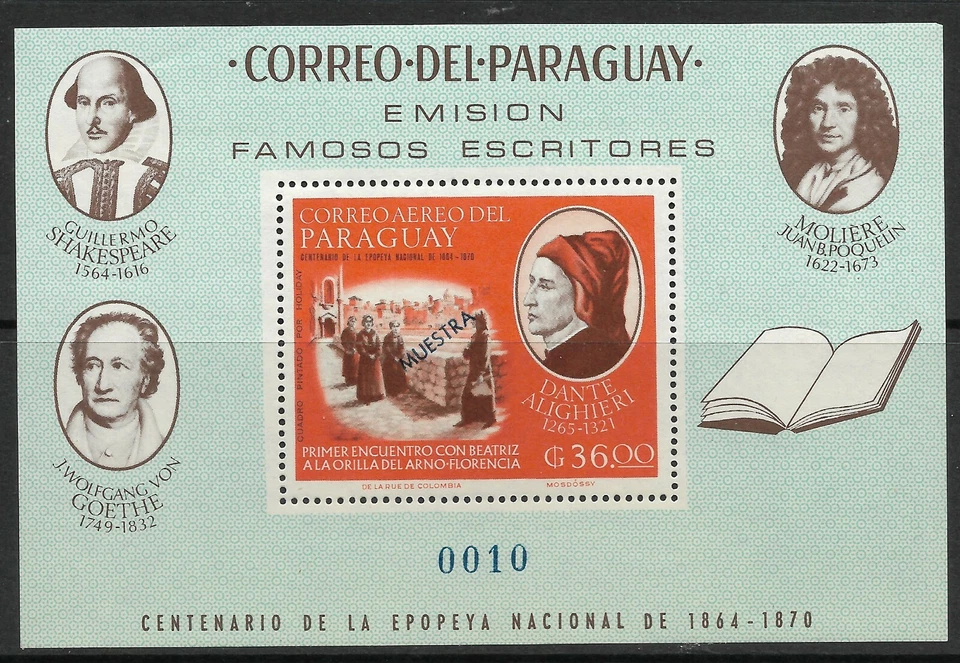 ·CORREO·DEL·PARAGUAY·
EMISION
FAMOSOS ESCRITORES
GUILLERMO
SHAKESPEARE
1564-1616
MOLIERE
JUAN B. POQUELIN
1622-1673
J. WOLFGANG VON
GOETHE
1749-1832
CORREO AEREO DEL
PARAGUAY
CENTENARIO DE LA EPOPEYA NACIONAL DE 1864-1870
CUADRO PINTADO POR HOLIDAY
MUESTRA
DANTE
ALIGHIERI
1265-1321
PRIMER ENCUENTRO CON BEATRIZ
A LA ORILLA DEL ARNO-FLORENCIA
₲ 36.00
DE LA RUE DE COLOMBIA
MOSDÓSSY
0010
CENTENARIO DE LA EPOPEYA NACIONAL DE 1864-1870